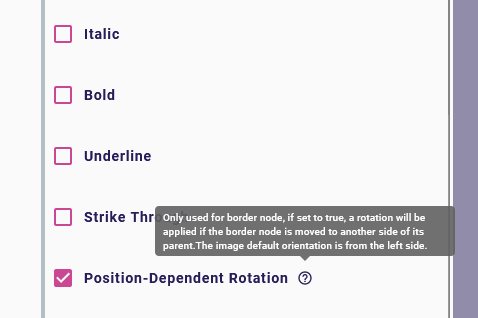 Italic
Bold
Underline
Strike Thro
Only used for border node, if set to true, a rotation will be
applied if the border node is moved to another side of its
parent.The image default orientation is from the left side.
Position-Dependent Rotation